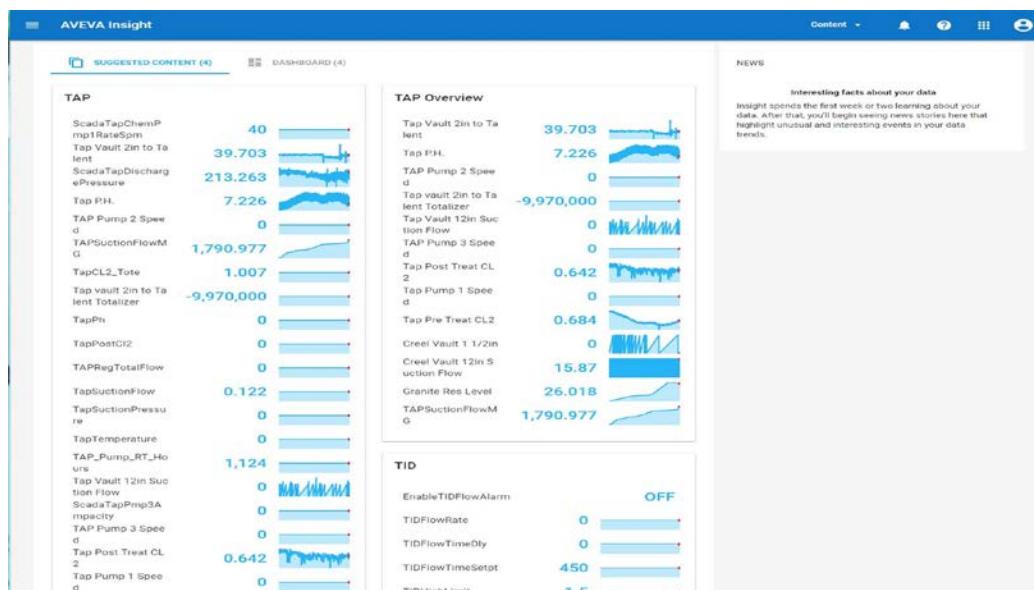 AVEVA Insight
Content
SUGGESTED CONTENT (4)
DASHBOARD (4)
TAP
ScadaTapChemP
mp1RateSpm
40
Tap Vault 2in to Ta
lent
39.703
ScadaTapDischarg
ePressure
213.263
Tap P.H.
7.226
TAP Pump 2 Spee
d
0
TAPSuctionFlowM
G
1,790.977
TapCL2_Tote
1.007
Tap vault 2in to Ta
lent Totalizer
-9,970,000
TapPh
0
TapPostCl2
0
TAPRegTotalFlow
0
TapSuctionFlow
0.122
TapSuctionPressu
re
0
TapTemperature
0
TAP_Pump_RT_Ho
urs
1,124
Tap Vault 12in Suc
tion Flow
0
ScadaTapPmp3A
mpacity
0
TAP Pump 3 Spee
d
0
Tap Post Treat CL
2
0.642
Tap Pump 1 Spee
d
0
TAP Overview
Tap Vault 2in to Ta
lent
39.703
Tap P.H.
7.226
TAP Pump 2 Spee
d
0
Tap vault 2in to Ta
lent Totalizer
-9,970,000
Tap Vault 12in Suc
tion Flow
0
TAP Pump 3 Spee
d
0
Tap Post Treat CL
2
0.642
Tap Pump 1 Spee
d
0
Tap Pre Treat CL2
0.684
Creel Vault 1 1/2in
0
Creel Vault 12in S
uction Flow
15.87
Granite Res Level
26.018
TAPSuctionFlowM
G
1,790.977
TID
EnableTIDFlowAlarm
OFF
TIDFlowRate
0
TIDFlowTimeDly
0
TIDFlowTimeSetpt
450
NEWS
Interesting facts about your data
Insight spends the first week or two learning about your
data. After that, you'll begin seeing news stories here that
highlight unusual and interesting events in your data
trends.